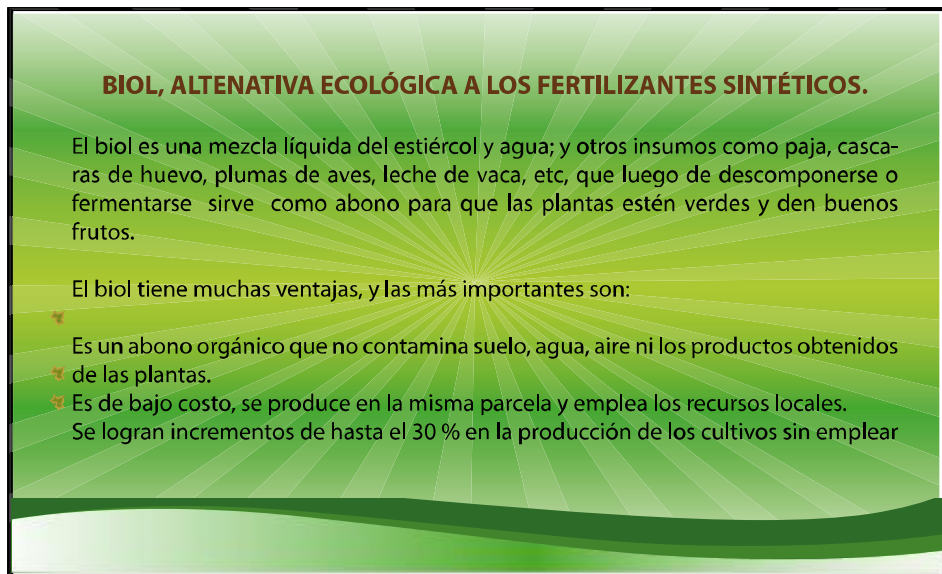 BIOL, ALTENATIVA ECOLÓGICA A LOS FERTILIZANTES SINTÉTICOS.
El biol es una mezcla líquida del estiércol y agua; y otros insumos como paja, casca-
ras de huevo, plumas de aves, leche de vaca, etc, que luego de descomponerse o
fermentarse sirve como abono para que las plantas estén verdes y den buenos
frutos.
El biol tiene muchas ventajas, y las más importantes son:
Es un abono orgánico que no contamina suelo, agua, aire ni los productos obtenidos
de las plantas.
Es de bajo costo, se produce en la misma parcela y emplea los recursos locales.
Se logran incrementos de hasta el 30 % en la producción de los cultivos sin emplear